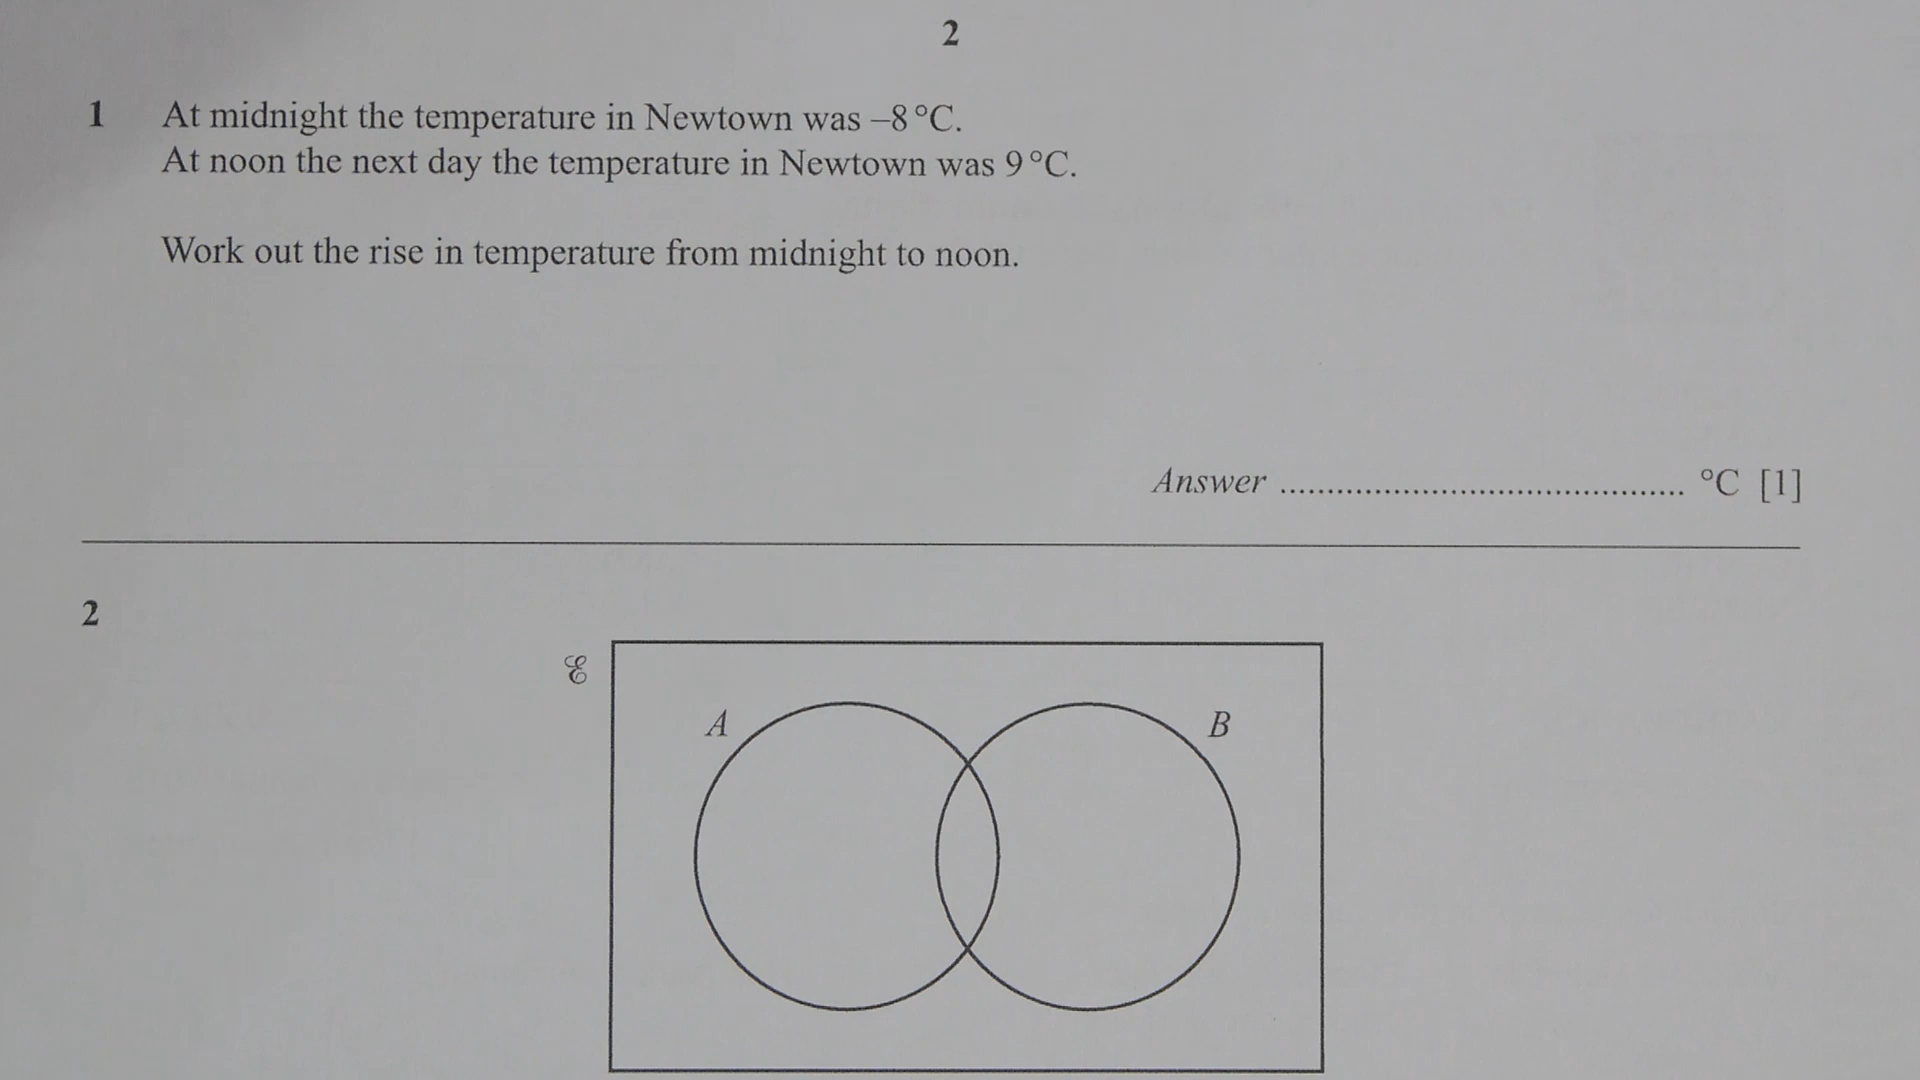 2
1 At midnight the temperature in Newtown was –8 °C.
At noon the next day the temperature in Newtown was 9 °C.
Work out the rise in temperature from midnight to noon.
Answer ........................................... °C [1]
2
ℰ
A B